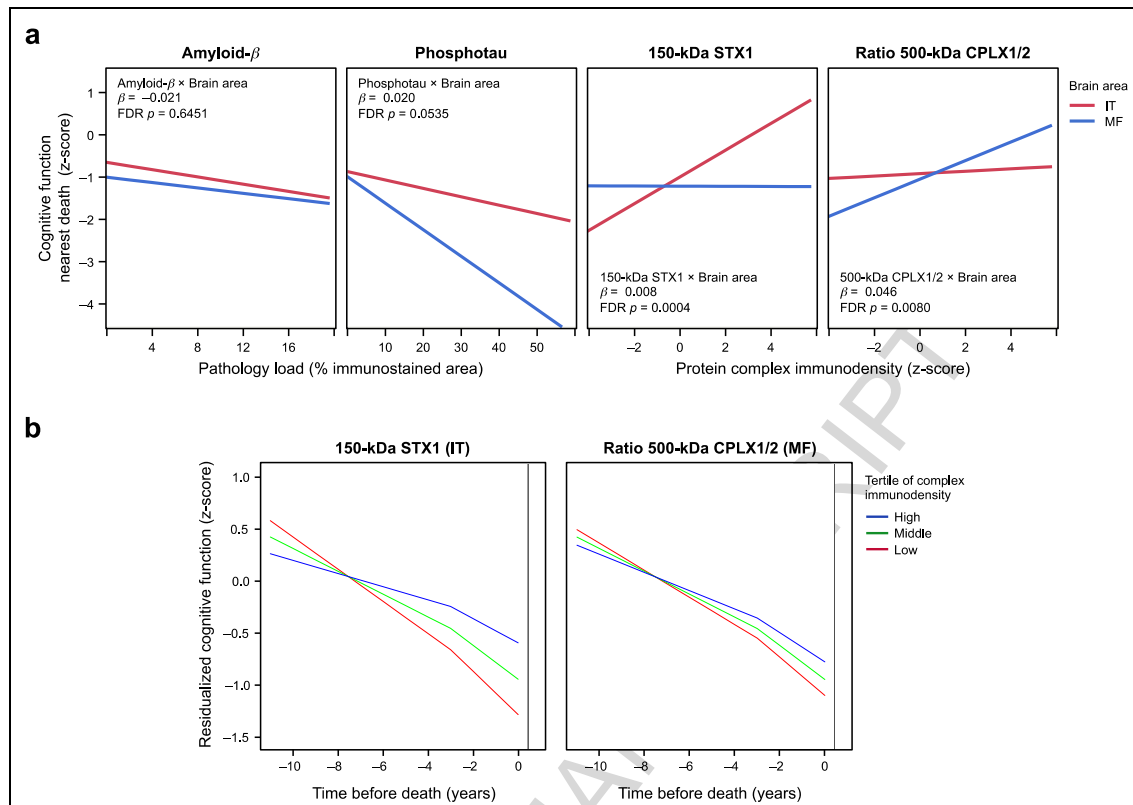 a
Amyloid-β
Phosphotau
150-kDa STX1
Ratio 500-kDa CPLX1/2
Amyloid-β × Brain area
β = –0.021
FDR p = 0.6451
Phosphotau × Brain area
β = 0.020
FDR p = 0.0535
150-kDa STX1 × Brain area
β = 0.008
FDR p = 0.0004
500-kDa CPLX1/2 × Brain area
β = 0.046
FDR p = 0.0080
Brain area
IT
MF
Cognitive function
nearest death (z-score)
1
0
–1
–2
–3
–4
4 8 12 16
0 10 20 30 40 50
–2 0 2 4
–2 0 2 4
Pathology load (% immunostained area)
Protein complex immunodensity (z-score)
b
150-kDa STX1 (IT)
Ratio 500-kDa CPLX1/2 (MF)
Tertile of complex
immunodensity
High
Middle
Low
Residualized cognitive function (z-score)
1.0
0.5
0.0
–0.5
–1.0
–1.5
–10 –8 –6 –4 –2 0
–10 –8 –6 –4 –2 0
Time before death (years)
Time before death (years)